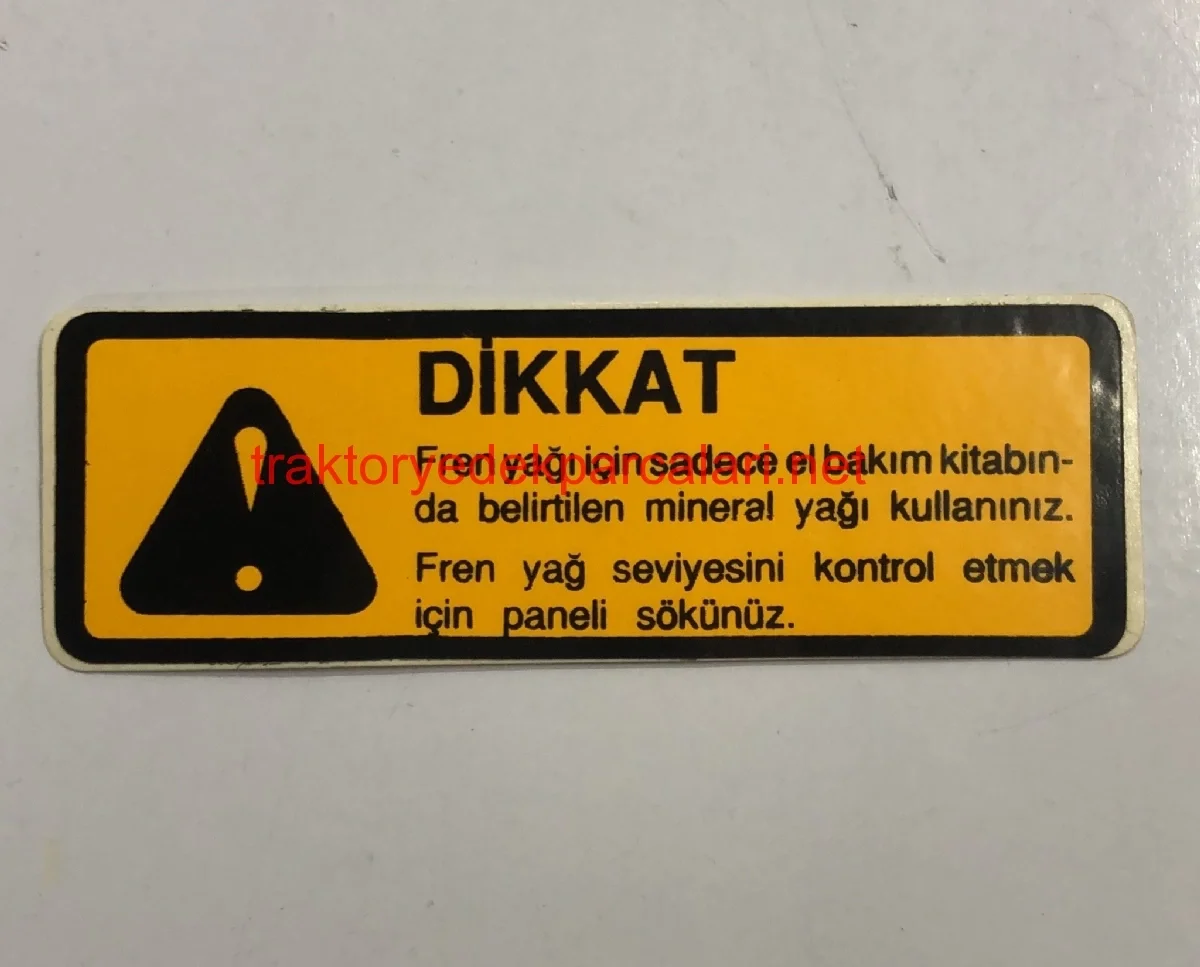 DİKKAT
Fren yağı için sadece el bakım kitabın-
traktoryedekparcalari.net
da belirtilen mineral yağı kullanınız.
Fren yağ seviyesini kontrol etmek
için paneli sökünüz.